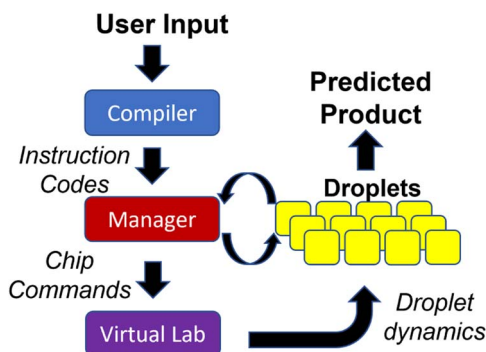 User Input
Compiler
Instruction
Codes
Manager
Chip
Commands
Virtual Lab
Predicted
Product
Droplets
Droplet
dynamics